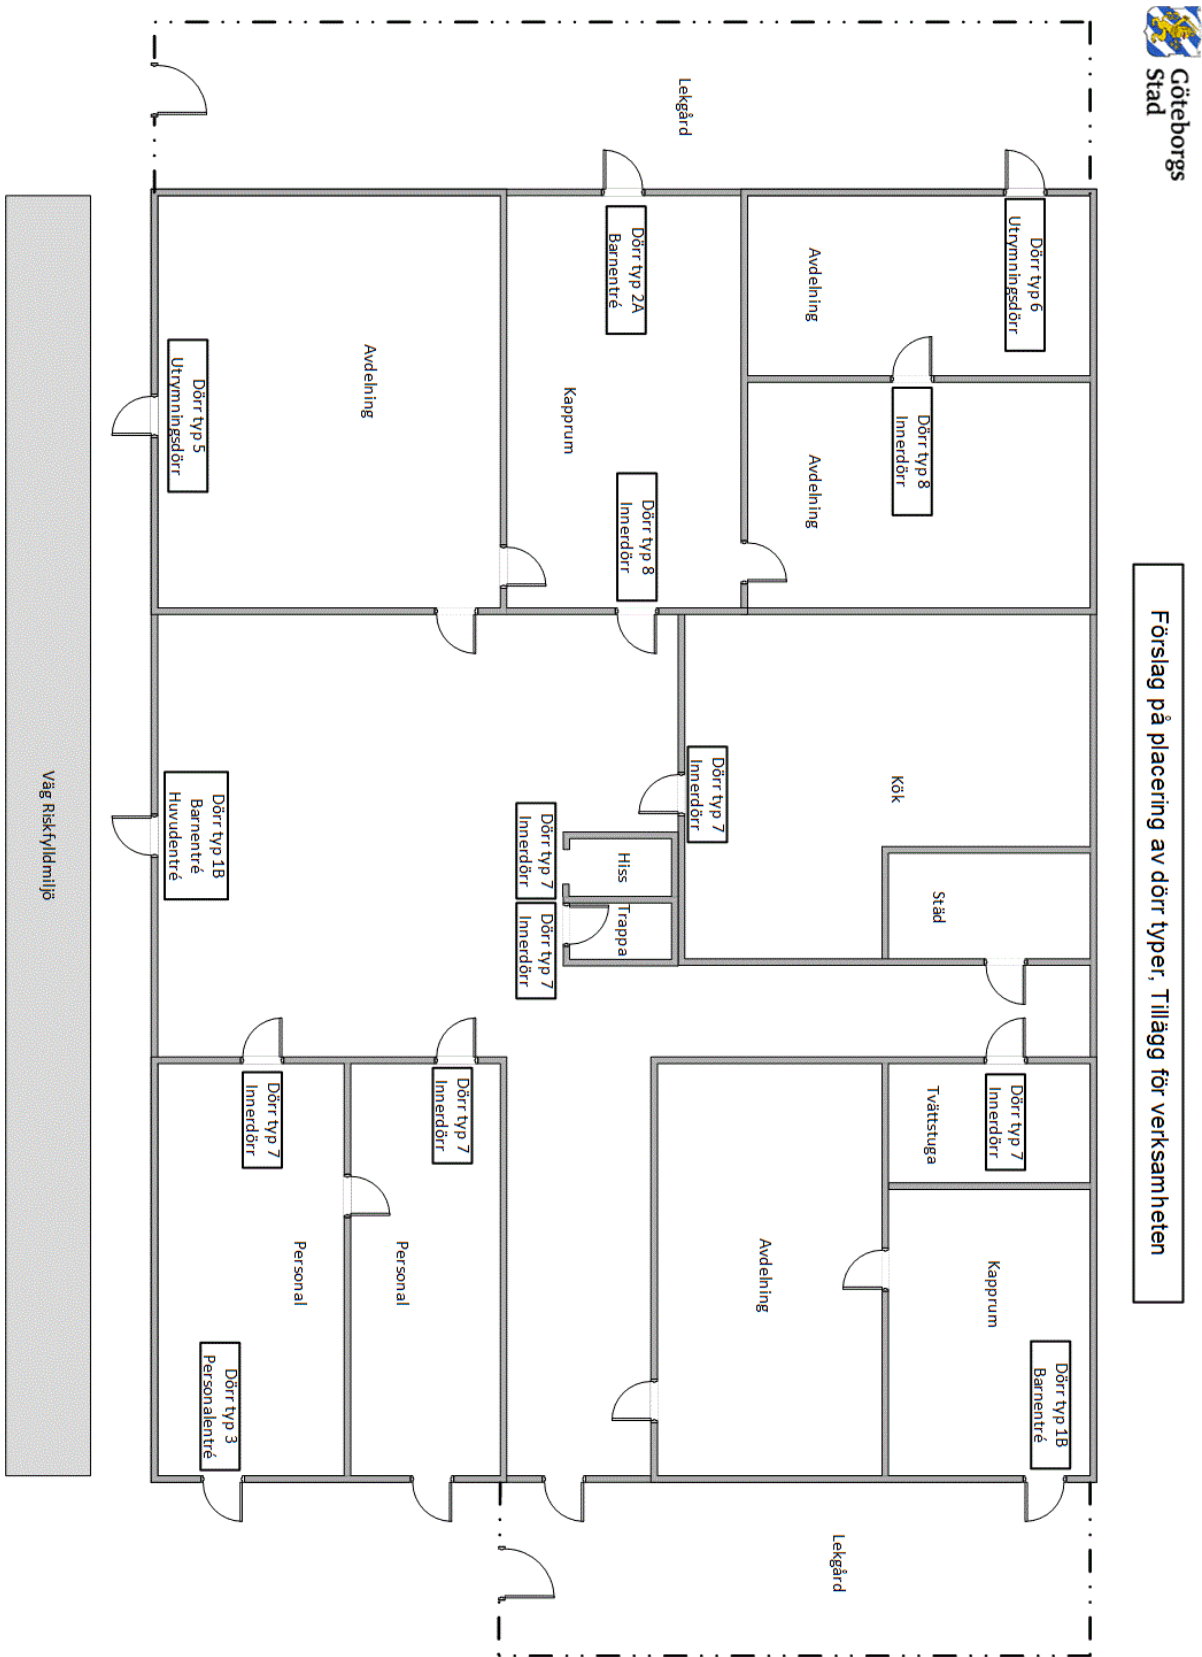 Göteborgs
Stad
Förslag på placering av dörr typer, Tillägg för verksamheten
Lekgård
Dörr typ 6
Utrymningsdörr
Avdelning
Dörr typ 8
Innerdörr
Avdelning
Dörr typ 2A
Barnentré
Kapprum
Dörr typ 8
Innerdörr
Avdelning
Dörr typ 5
Utrymningsdörr
Kök
Städ
Dörr typ 7
Innerdörr
Hiss
Trappa
Dörr typ 7
Innerdörr
Dörr typ 7
Innerdörr
Dörr typ 1B
Barnentré
Huvudentré
Dörr typ 7
Innerdörr
Tvättstuga
Kapprum
Dörr typ 1B
Barnentré
Avdelning
Dörr typ 7
Innerdörr
Personal
Dörr typ 7
Innerdörr
Personal
Dörr typ 3
Personalentré
Lekgård
Väg Riskfylldmiljö